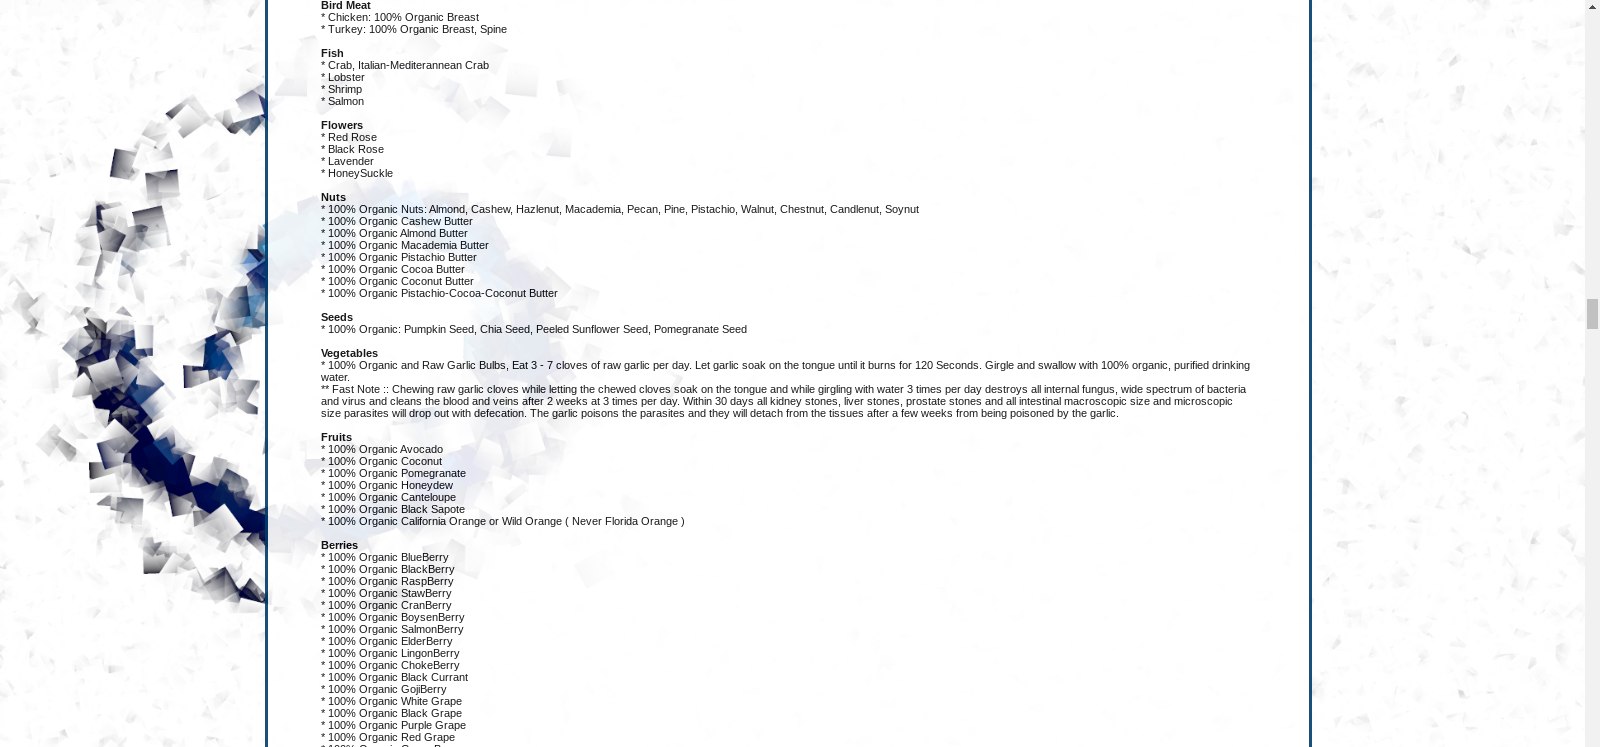 Bird Meat
* Chicken: 100% Organic Breast
* Turkey: 100% Organic Breast, Spine
Fish
* Crab, Italian-Mediterannean Crab
* Lobster
* Shrimp
* Salmon
Flowers
* Red Rose
* Black Rose
* Lavender
* HoneySuckle
Nuts
* 100% Organic Nuts: Almond, Cashew, Hazlenut, Macademia, Pecan, Pine, Pistachio, Walnut, Chestnut, Candlenut, Soynut
* 100% Organic Cashew Butter
* 100% Organic Almond Butter
* 100% Organic Macademia Butter
* 100% Organic Pistachio Butter
* 100% Organic Cocoa Butter
* 100% Organic Coconut Butter
* 100% Organic Pistachio-Cocoa-Coconut Butter
Seeds
* 100% Organic: Pumpkin Seed, Chia Seed, Peeled Sunflower Seed, Pomegranate Seed
Vegetables
* 100% Organic and Raw Garlic Bulbs, Eat 3 - 7 cloves of raw garlic per day. Let garlic soak on the tongue until it burns for 120 Seconds. Girgle and swallow with 100% organic, purified drinking
water.
** Fast Note :: Chewing raw garlic cloves while letting the chewed cloves soak on the tongue and while girgling with water 3 times per day destroys all internal fungus, wide spectrum of bacteria
and virus and cleans the blood and veins after 2 weeks at 3 times per day. Within 30 days all kidney stones, liver stones, prostate stones and all intestinal macroscopic size and microscopic
size parasites will drop out with defecation. The garlic poisons the parasites and they will detach from the tissues after a few weeks from being poisoned by the garlic.
Fruits
* 100% Organic Avocado
* 100% Organic Coconut
* 100% Organic Pomegranate
* 100% Organic Honeydew
* 100% Organic Canteloupe
* 100% Organic Black Sapote
* 100% Organic California Orange or Wild Orange ( Never Florida Orange )
Berries
* 100% Organic BlueBerry
* 100% Organic BlackBerry
* 100% Organic RaspBerry
* 100% Organic StawBerry
* 100% Organic CranBerry
* 100% Organic BoysenBerry
* 100% Organic SalmonBerry
* 100% Organic ElderBerry
* 100% Organic LingonBerry
* 100% Organic ChokeBerry
* 100% Organic Black Currant
* 100% Organic GojiBerry
* 100% Organic White Grape
* 100% Organic Black Grape
* 100% Organic Purple Grape
* 100% Organic Red Grape